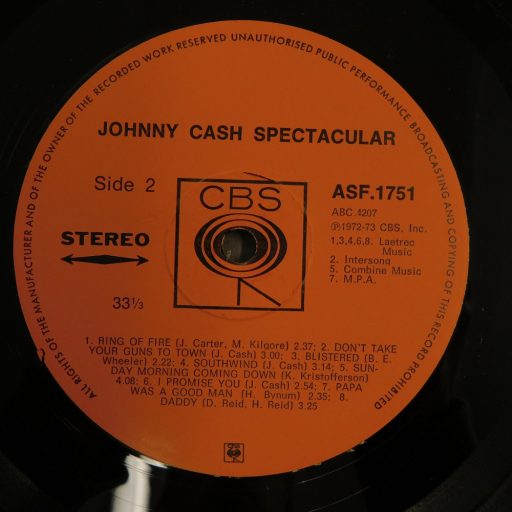 ALL RIGHTS OF THE MANUFACTURER AND OF THE OWNER OF THE RECORDED WORK RESERVED UNAUTHORISED PUBLIC PERFORMANCE BROADCASTING AND COPYING OF THIS RECORD PROHIBITED
JOHNNY CASH SPECTACULAR
Side 2
CBS
ASF.1751
ABC.4207
℗1972-73 CBS, Inc.
1,3,4,6,8. Laetrec
Music
2. Intersong
5. Combine Music
7. M.P.A.
STEREO
33⅓
1. RING OF FIRE (J. Carter, M. Kilgore) 2.37; 2. DON'T TAKE
YOUR GUNS TO TOWN (J. Cash) 3.00; 3. BLISTERED (B. E.
Wheeler) 2.22; 4. SOUTHWIND (J. Cash) 3.14; 5. SUN-
DAY MORNING COMING DOWN (K. Kristofferson)
4.08; 6. I PROMISE YOU (J. Cash) 2.54; 7. PAPA
WAS A GOOD MAN (H. Bynum) 2.35; 8.
DADDY (D. Reid, H. Reid) 3.25